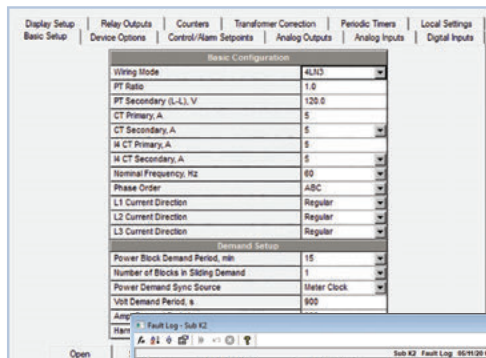 Display Setup Relay Outputs Counters Transformer Correction Periodic Timers Local Settings
Basic Setup Device Options Control/Alarm Setpoints Analog Outputs Analog Inputs Digital Inputs
Basic Configuration
Wiring Mode 4LN3
PT Ratio 1.0
PT Secondary (L-L), V 120.0
CT Primary, A 5
CT Secondary, A 5
I4 CT Primary, A 5
I4 CT Secondary, A 5
Nominal Frequency, Hz 60
Phase Order ABC
L1 Current Direction Regular
L2 Current Direction Regular
L3 Current Direction Regular
Demand Setup
Power Block Demand Period, min 15
Number of Blocks in Sliding Demand 1
Power Demand Sync Source Meter Clock
Volt Demand Period, s 900
Fault Log - Sub K2
Open
Sub K2 Fault Log